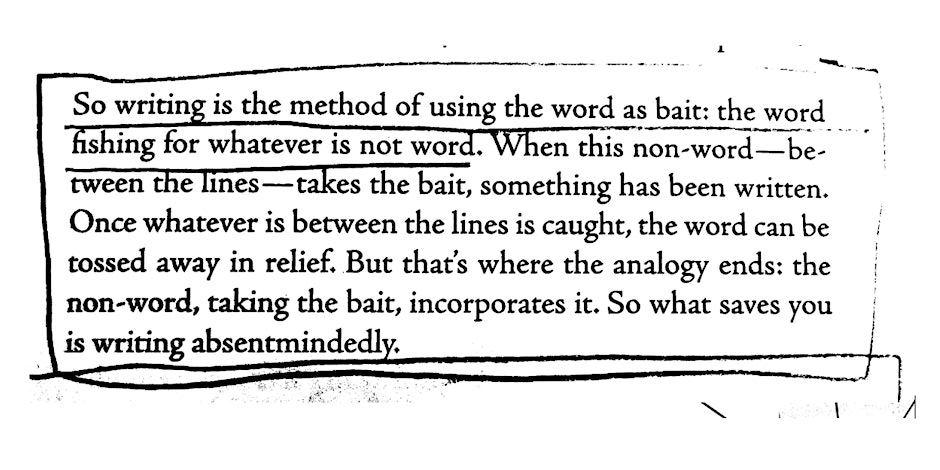 So writing is the method of using the word as bait: the word
fishing for whatever is not word. When this non-word—be-
tween the lines—takes the bait, something has been written.
Once whatever is between the lines is caught, the word can be
tossed away in relief. But that's where the analogy ends: the
non-word, taking the bait, incorporates it. So what saves you
is writing absentmindedly.